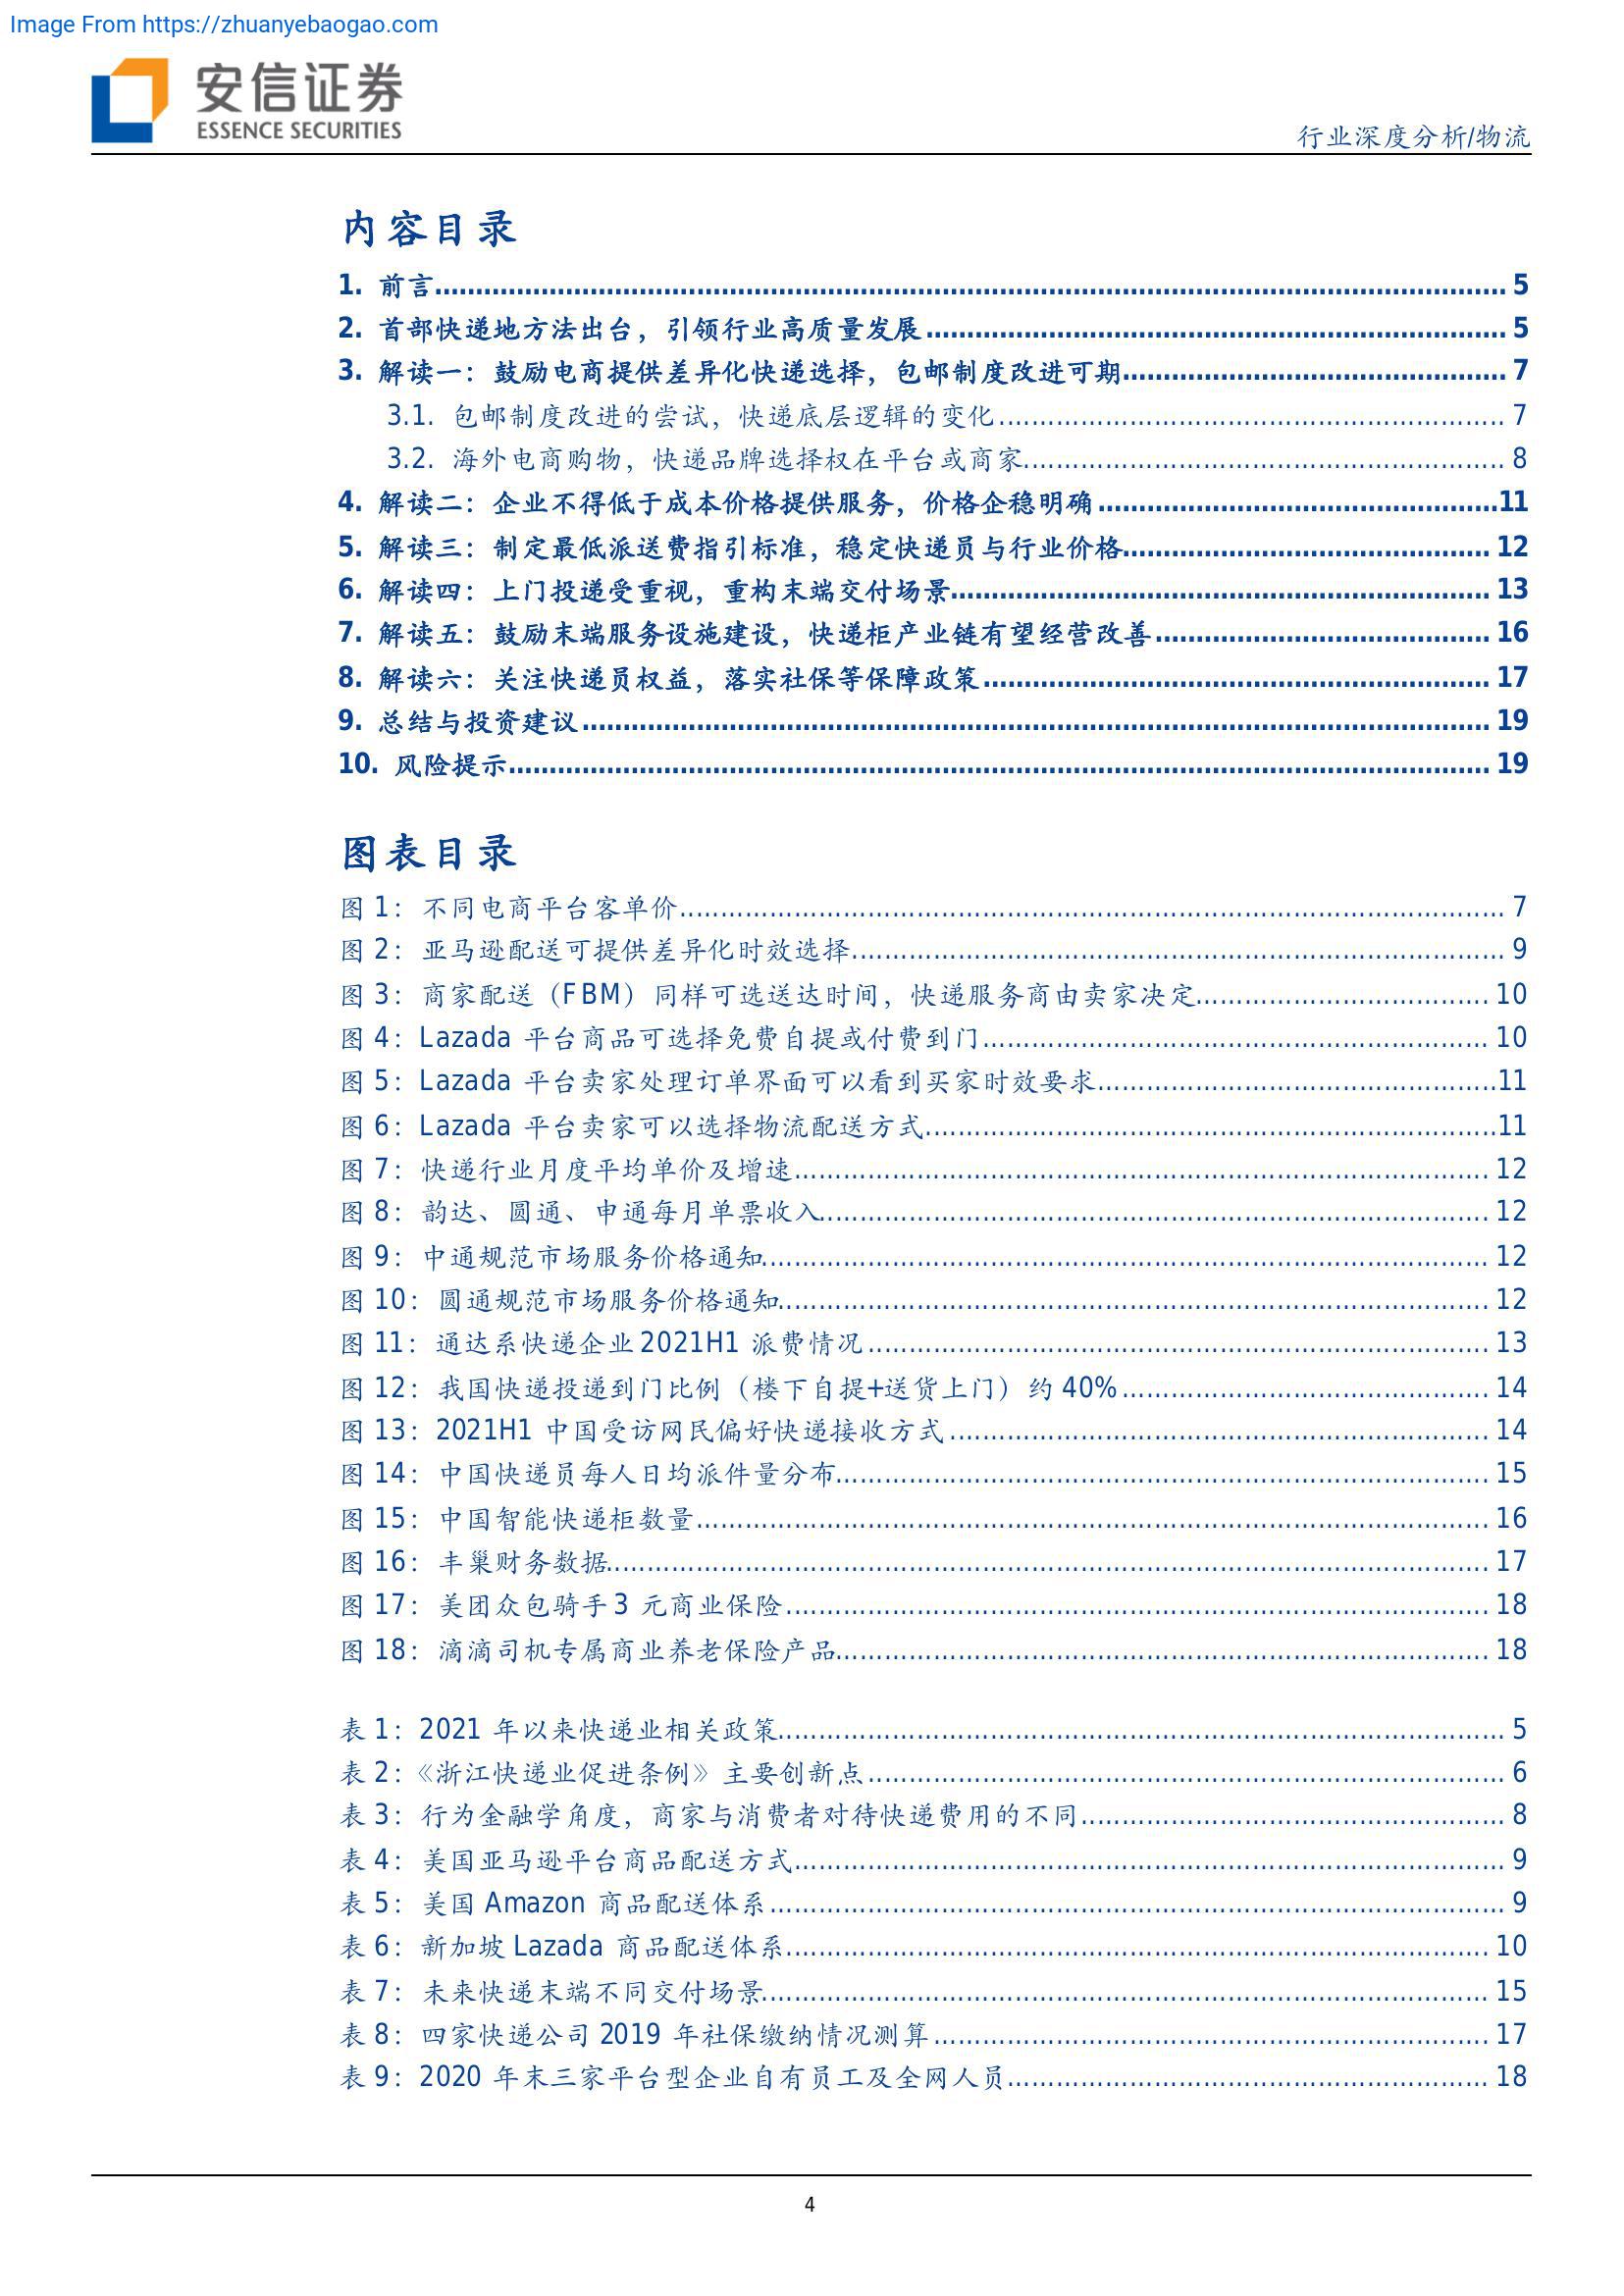 Image From https://zhuanyebaogao.com
安信证券
ESSENCE SECURITIES
行业深度分析/物流
内容目录
1. 前言 5
2. 首部快递地方法出台，引领行业高质量发展 5
3. 解读一：鼓励电商提供差异化快递选择，包邮制度改进可期 7
3.1. 包邮制度改进的尝试，快递底层逻辑的变化 7
3.2. 海外电商购物，快递品牌选择权在平台或商家 8
4. 解读二：企业不得低于成本价格提供服务，价格企稳明确 11
5. 解读三：制定最低派送费指引标准，稳定快递员与行业价格 12
6. 解读四：上门投递受重视，重构末端交付场景 13
7. 解读五：鼓励末端服务设施建设，快递柜产业链有望经营改善 16
8. 解读六：关注快递员权益，落实社保等保障政策 17
9. 总结与投资建议 19
10. 风险提示 19
图表目录
图 1：不同电商平台客单价 7
图 2：亚马逊配送可提供差异化时效选择 9
图 3：商家配送（FBM）同样可选送达时间，快递服务商由卖家决定 10
图 4：Lazada 平台商品可选择免费自提或付费到门 10
图 5：Lazada 平台卖家处理订单界面可以看到买家时效要求 11
图 6：Lazada 平台卖家可以选择物流配送方式 11
图 7：快递行业月度平均单价及增速 12
图 8：韵达、圆通、申通每月单票收入 12
图 9：中通规范市场服务价格通知 12
图 10：圆通规范市场服务价格通知 12
图 11：通达系快递企业 2021H1 派费情况 13
图 12：我国快递投递到门比例（楼下自提+送货上门）约 40% 14
图 13：2021H1 中国受访网民偏好快递接收方式 14
图 14：中国快递员每人日均派件量分布 15
图 15：中国智能快递柜数量 16
图 16：丰巢财务数据 17
图 17：美团众包骑手 3 元商业保险 18
图 18：滴滴司机专属商业养老保险产品 18
表 1：2021 年以来快递业相关政策 5
表 2：《浙江快递业促进条例》主要创新点 6
表 3：行为金融学角度，商家与消费者对待快递费用的不同 8
表 4：美国亚马逊平台商品配送方式 9
表 5：美国 Amazon 商品配送体系 9
表 6：新加坡 Lazada 商品配送体系 10
表 7：未来快递末端不同交付场景 15
表 8：四家快递公司 2019 年社保缴纳情况测算 17
表 9：2020 年末三家平台型企业自有员工及全网人员 18
4